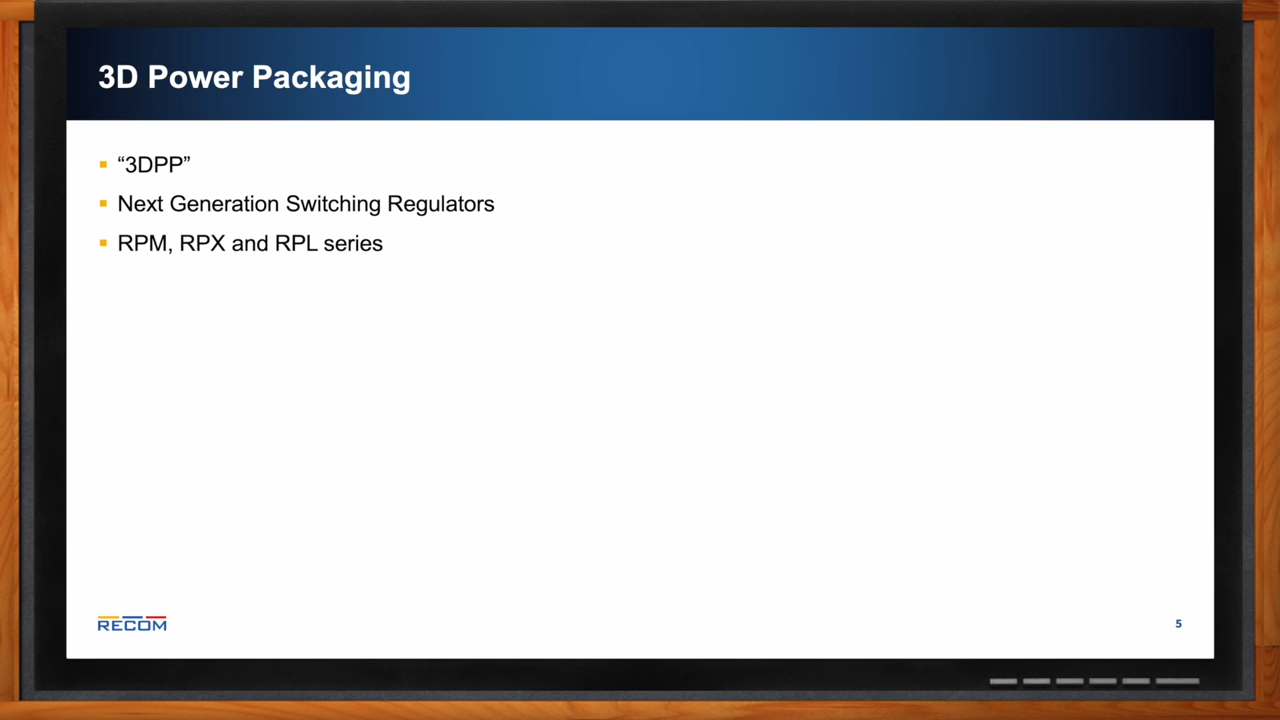 3D Power Packaging
“3DPP”
Next Generation Switching Regulators
RPM, RPX and RPL series
RECOM
5